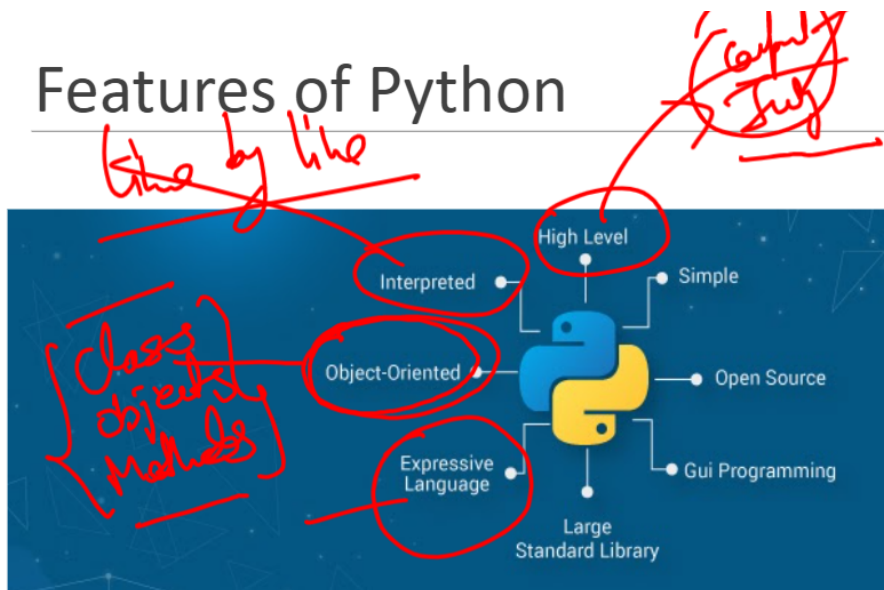 Features of Python
line by line
High Level
Interpreted
Simple
Class
objects
Methods
Object-Oriented
Open Source
Expressive
Language
Gui Programming
Large
Standard Library